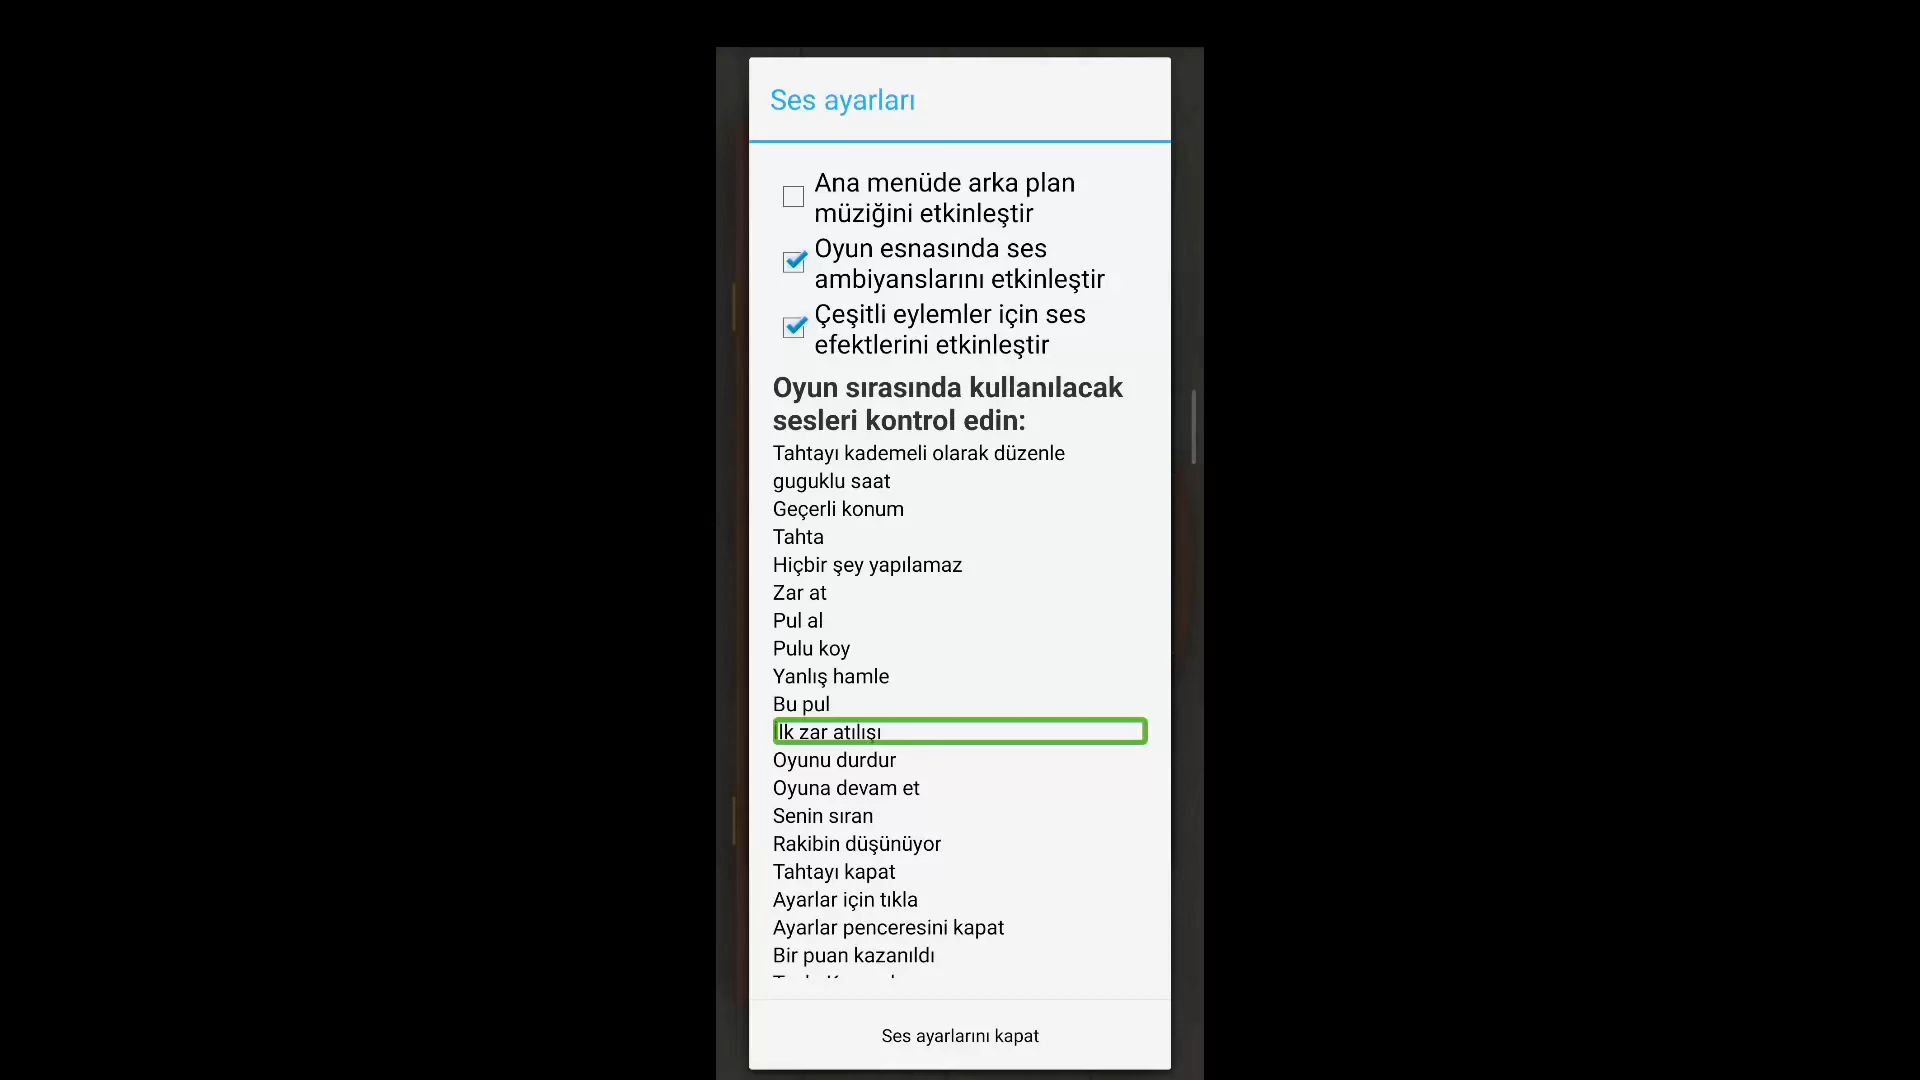 Ses ayarları
Ana menüde arka plan
müziğini etkinleştir
Oyun esnasında ses
ambiyanslarını etkinleştir
Çeşitli eylemler için ses
efektlerini etkinleştir
Oyun sırasında kullanılacak
sesleri kontrol edin:
Tahtayı kademeli olarak düzenle
guguklu saat
Geçerli konum
Tahta
Hiçbir şey yapılamaz
Zar at
Pul al
Pulu koy
Yanlış hamle
Bu pul
İlk zar atılışı
Oyunu durdur
Oyuna devam et
Senin sıran
Rakibin düşünüyor
Tahtayı kapat
Ayarlar için tıkla
Ayarlar penceresini kapat
Bir puan kazanıldı
Ses ayarlarını kapat